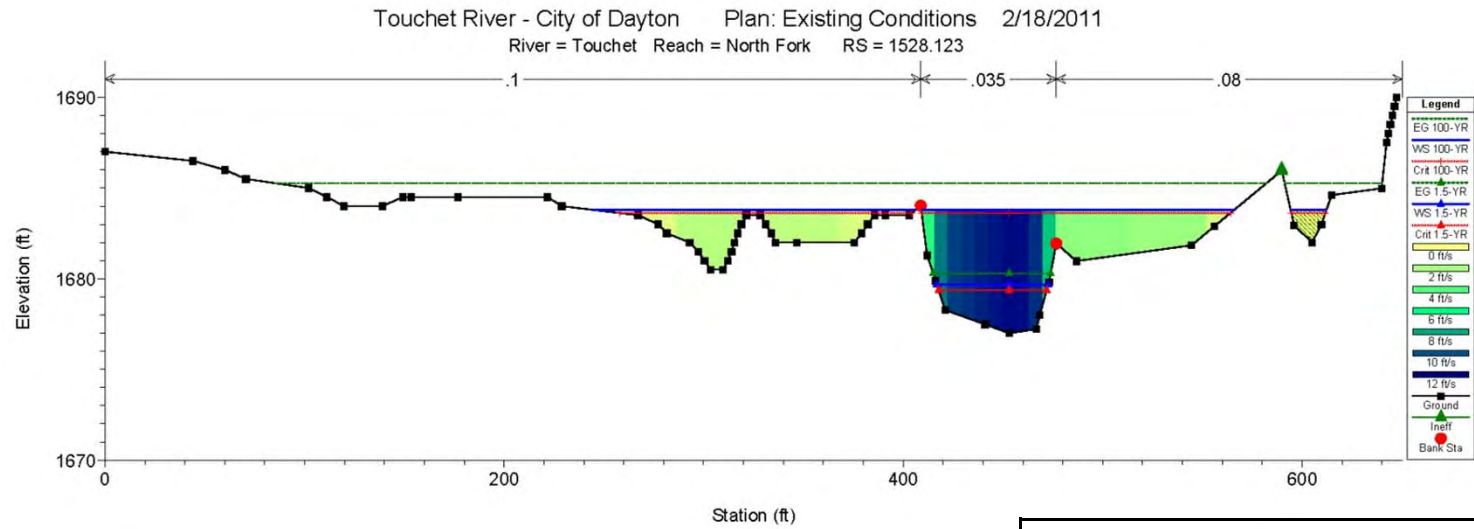 Touchet River - City of Dayton Plan: Existing Conditions 2/18/2011
River = Touchet Reach = North Fork RS = 1528.123
.1
.035
.08
1690
1680
1670
Elevation (ft)
0
200
400
600
Station (ft)
Legend
EG 100-YR
WS 100-YR
Crit 100-YR
EG 1.5-YR
WS 1.5-YR
Crit 1.5-YR
0 ft/s
2 ft/s
4 ft/s
6 ft/s
8 ft/s
10 ft/s
12 ft/s
Ground
Ineff
Bank Sta